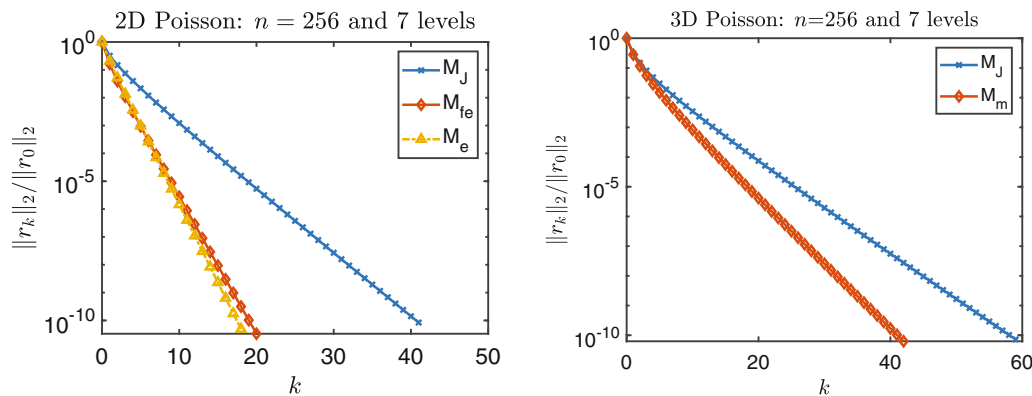 2D Poisson: n = 256 and 7 levels
10^0
10^-5
10^-10
‖r_k‖_2/‖r_0‖_2
M_J
M_fe
M_e
0 10 20 30 40 50
k
3D Poisson: n=256 and 7 levels
10^0
10^-5
10^-10
‖r_k‖_2/‖r_0‖_2
M_J
M_m
0 20 40 60
k